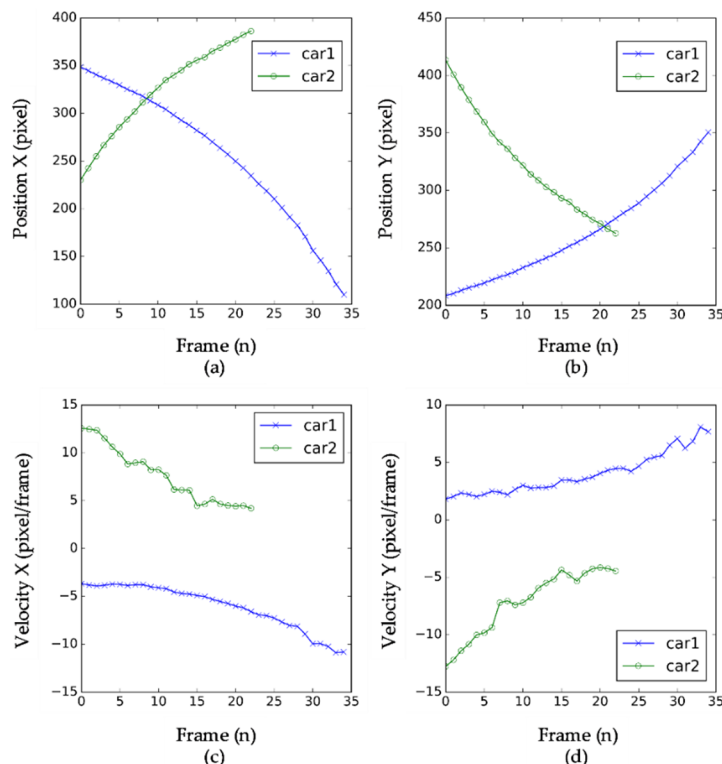 400
350
300
250
200
150
100
0 5 10 15 20 25 30 35
Position X (pixel)
Frame (n)
car1
car2
(a)
450
400
350
300
250
200
0 5 10 15 20 25 30 35
Position Y (pixel)
Frame (n)
car1
car2
(b)
15
10
5
0
−5
−10
−15
0 5 10 15 20 25 30 35
Velocity X (pixel/frame)
Frame (n)
car1
car2
(c)
10
5
0
−5
−10
−15
0 5 10 15 20 25 30 35
Velocity Y (pixel/frame)
Frame (n)
car1
car2
(d)